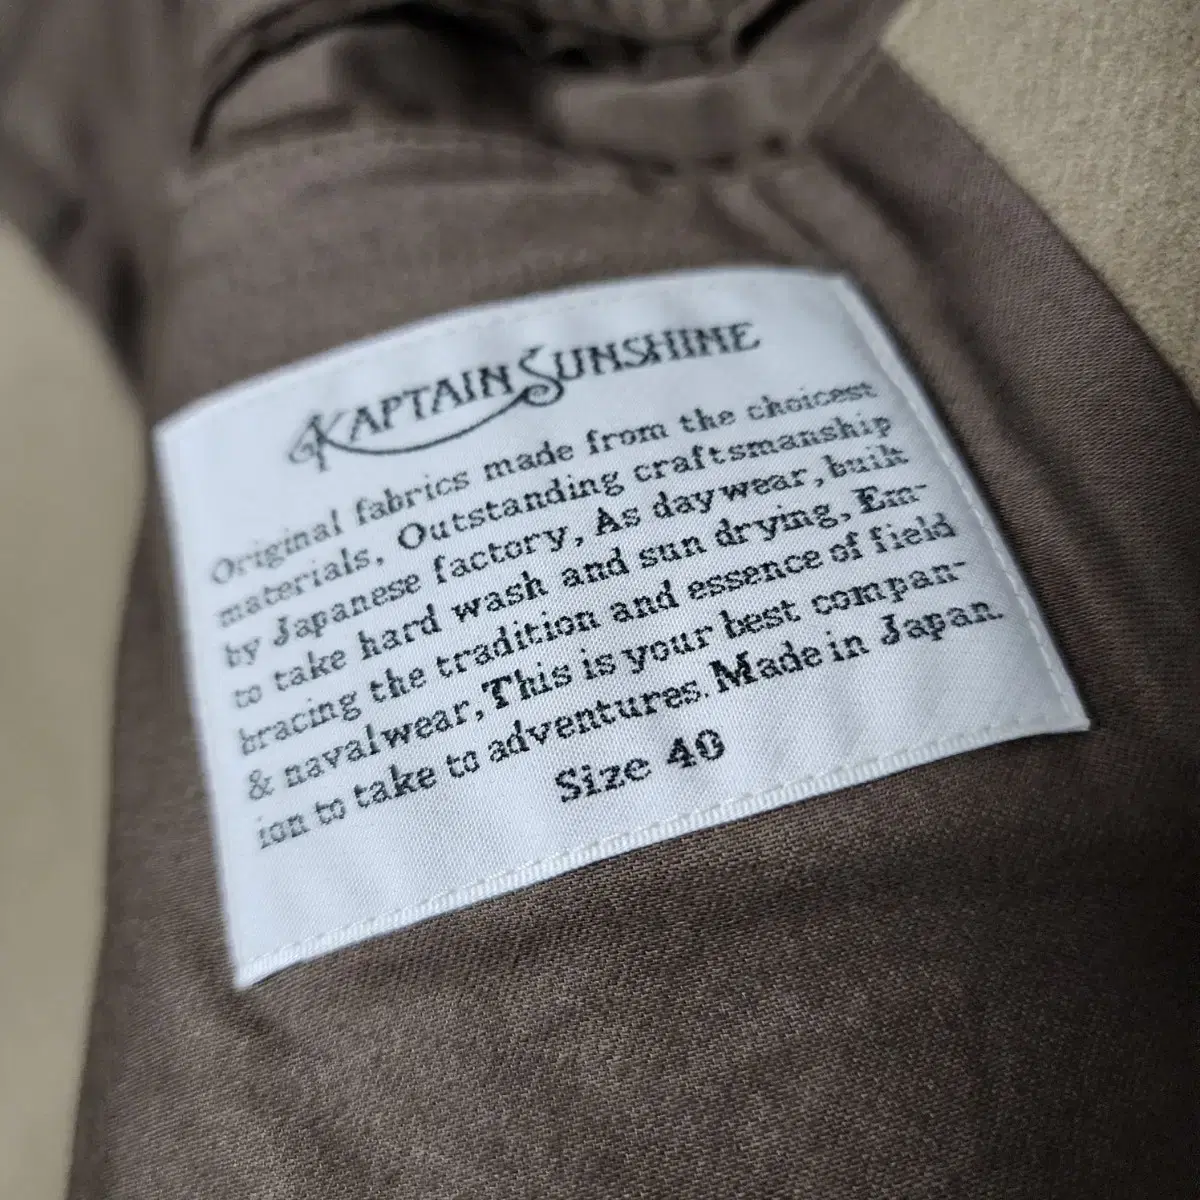 KAPTAIN SUNSHINE
Original fabrics made from the choicest
materials, Outstanding craftsmanship
by Japanese factory, As daywear, built
to take hard wash and sun drying, Em-
bracing the tradition and essence of field
& navalwear, This is your best compan-
ion to take to adventures. Made in Japan.
Size 40